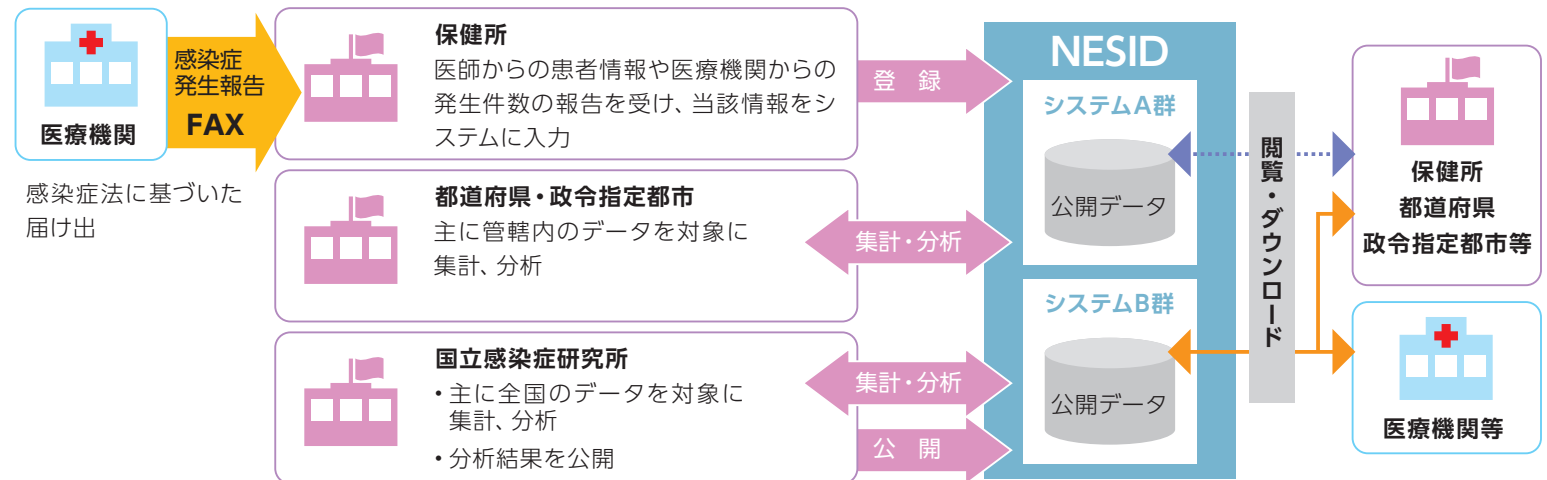 医療機関
感染症
発生報告
FAX
感染症法に基づいた
届け出
保健所
医師からの患者情報や医療機関からの
発生件数の報告を受け、当該情報をシ
ステムに入力
登 録
都道府県・政令指定都市
主に管轄内のデータを対象に
集計、分析
集計・分析
国立感染症研究所
・主に全国のデータを対象に
集計、分析
・分析結果を公開
集計・分析
公 開
NESID
システムA群
公開データ
システムB群
公開データ
閲覧・ダウンロード
保健所
都道府県
政令指定都市等
医療機関等